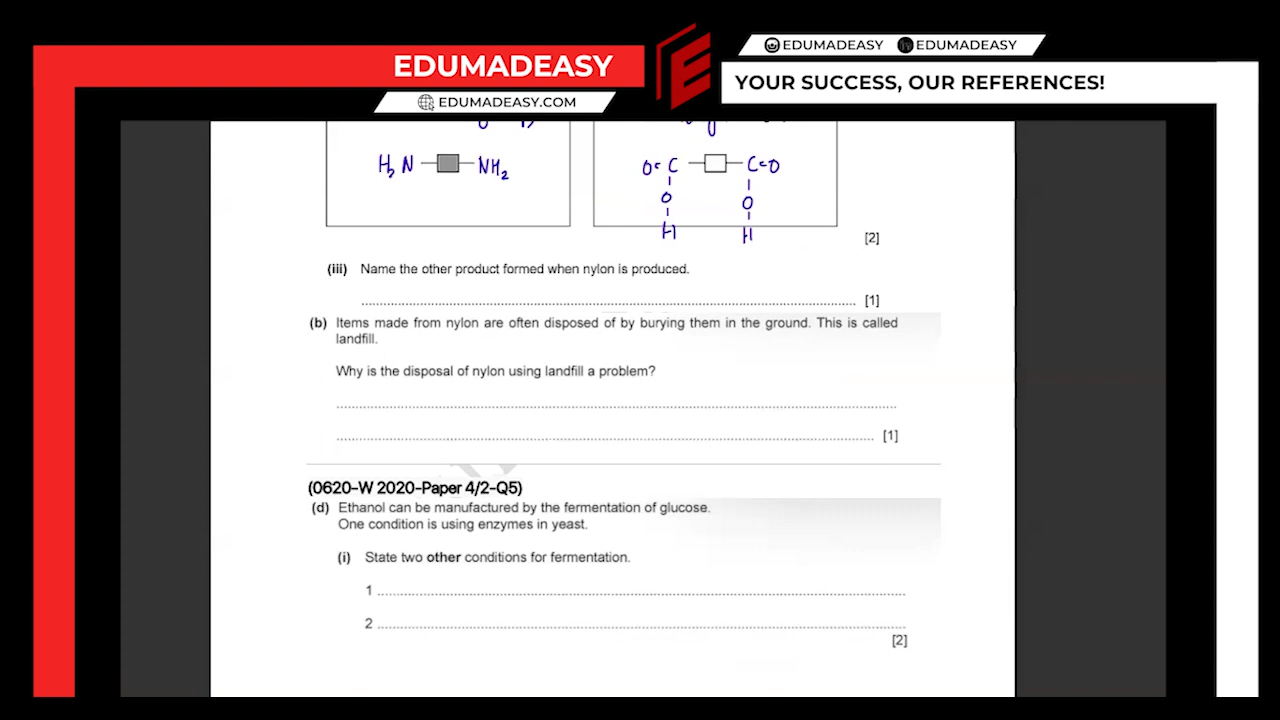 EDUMADEASY
EDUMADEASY.COM
EDUMADEASY EDUMADEASY
YOUR SUCCESS, OUR REFERENCES!
H2 N NH2
O=C C=O
O O
H H
[2]
(iii) Name the other product formed when nylon is produced.
[1]
(b) Items made from nylon are often disposed of by burying them in the ground. This is called
landfill.
Why is the disposal of nylon using landfill a problem?
[1]
(0620-W 2020-Paper 4/2-Q5)
(d) Ethanol can be manufactured by the fermentation of glucose.
One condition is using enzymes in yeast.
(i) State two other conditions for fermentation.
1
2
[2]